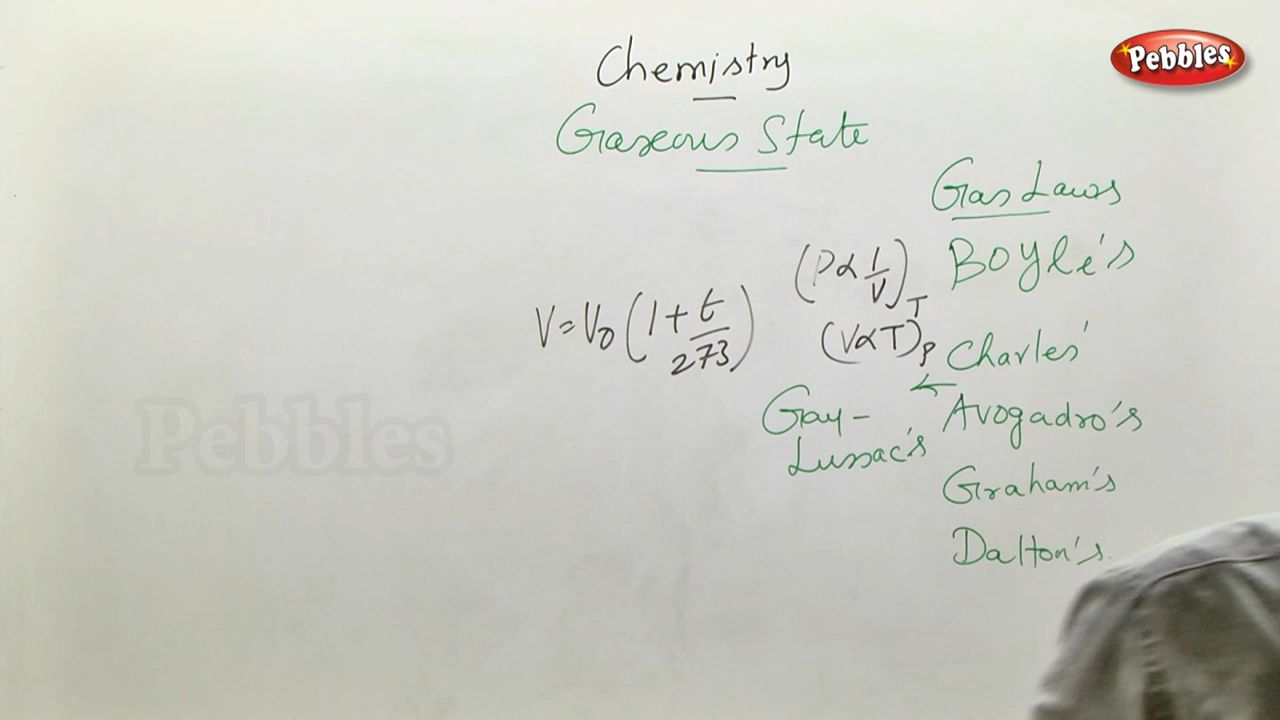 Chemistry
Pebbles
Gaseous State
Gas Laws
(P∝1/V)T Boyle's
V=V0(1+t/273)
(V∝T)P Charles'
Gay-
Lussac's
Avogadro's
Graham's
Dalton's
Pebbles